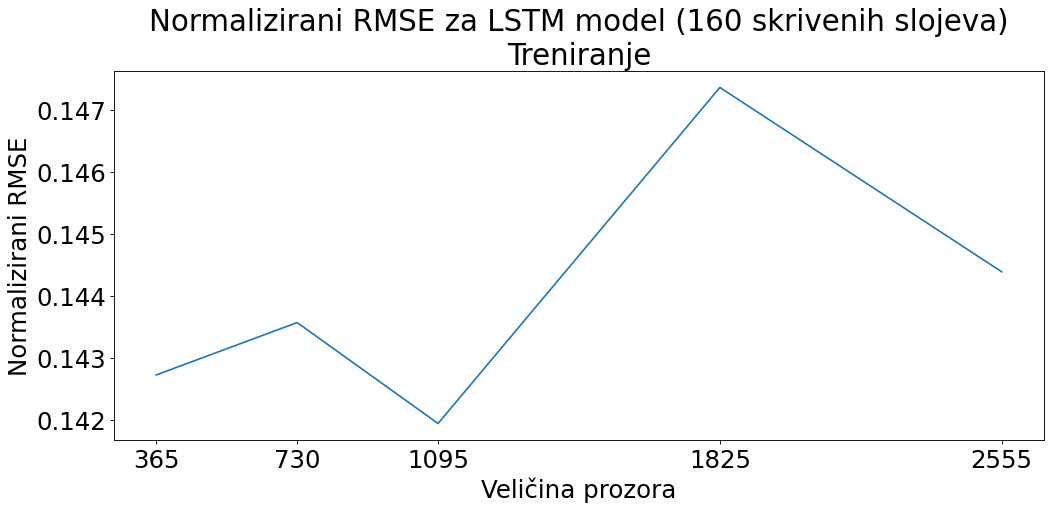 Normalizirani RMSE za LSTM model (160 skrivenih slojeva)
Treniranje
Normalizirani RMSE
0.147
0.146
0.145
0.144
0.143
0.142
365 730 1095 1825 2555
Veličina prozora